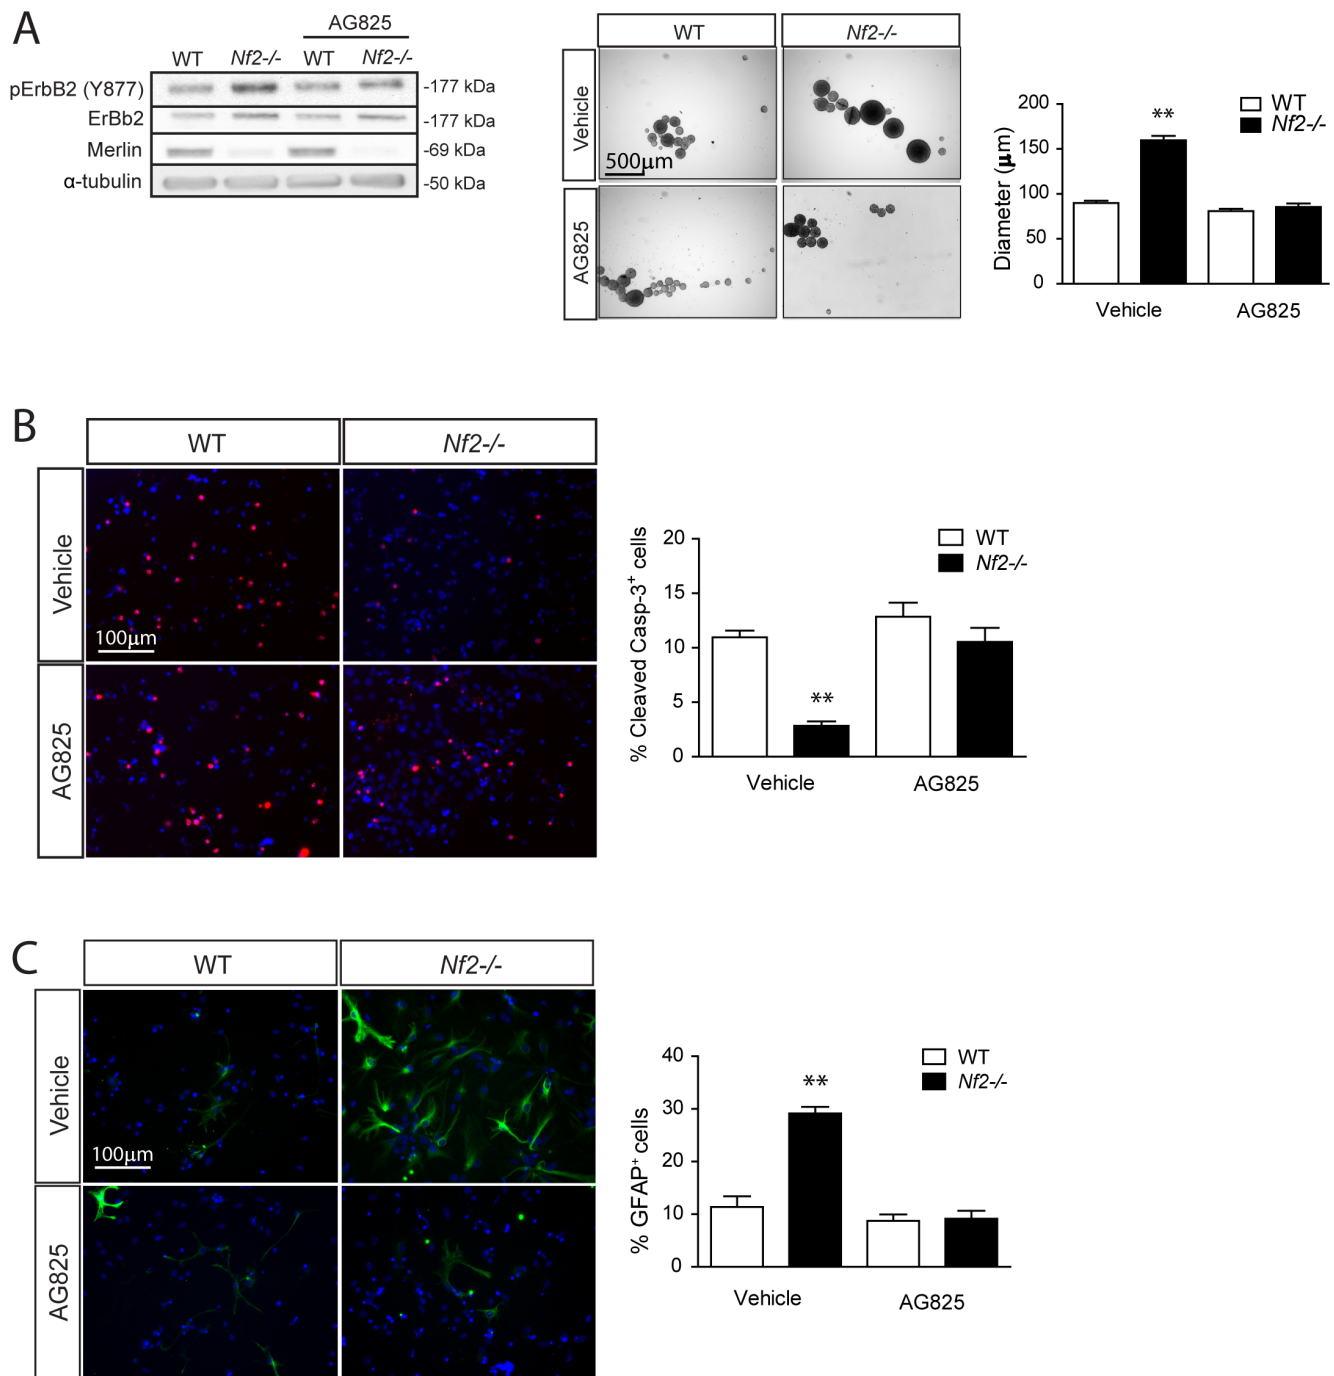 A
AG825
WT Nf2-/- WT Nf2-/-
pErbB2 (Y877) -177 kDa
ErBb2 -177 kDa
Merlin -69 kDa
α-tubulin -50 kDa
WT Nf2-/-
Vehicle
500μm
AG825
WT
Nf2-/-
Diameter (μm)
200
150
100
50
0
**
Vehicle AG825
B
WT Nf2-/-
Vehicle
100μm
AG825
WT
Nf2-/-
% Cleaved Casp-3⁺ cells
20
15
10
5
0
**
Vehicle AG825
C
WT Nf2-/-
Vehicle
100μm
AG825
WT
Nf2-/-
% GFAP⁺ cells
40
30
20
10
0
**
Vehicle AG825